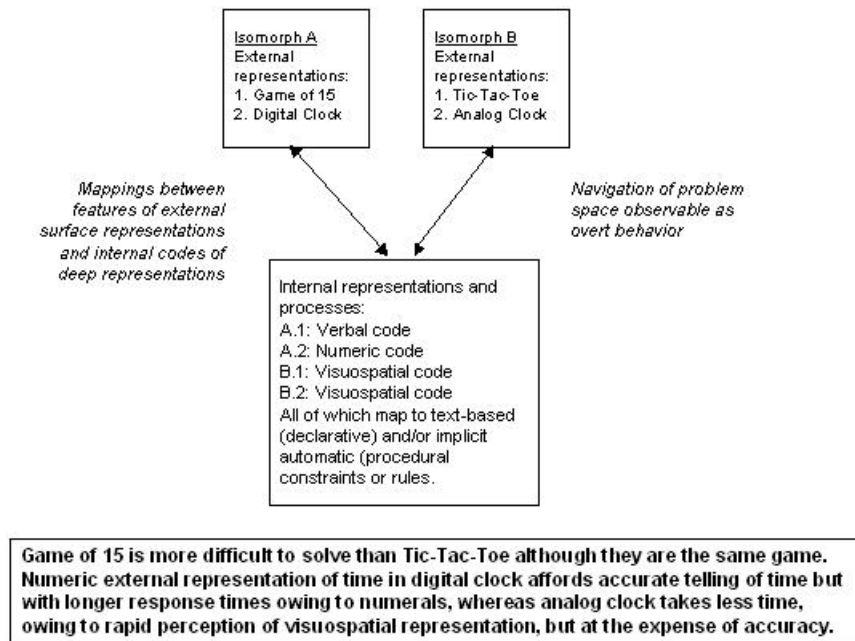 Isomorph A
External
representations:
1. Game of 15
2. Digital Clock
Isomorph B
External
representations:
1. Tic-Tac-Toe
2. Analog Clock
Mappings between
features of external
surface representations
and internal codes of
deep representations
Navigation of problem
space observable as
overt behavior
Internal representations and
processes:
A.1: Verbal code
A.2: Numeric code
B.1: Visuospatial code
B.2: Visuospatial code
All of which map to text-based
(declarative) and/or implicit
automatic (procedural
constraints or rules.
Game of 15 is more difficult to solve than Tic-Tac-Toe although they are the same game.
Numeric external representation of time in digital clock affords accurate telling of time but
with longer response times owing to numerals, whereas analog clock takes less time,
owing to rapid perception of visuospatial representation, but at the expense of accuracy.